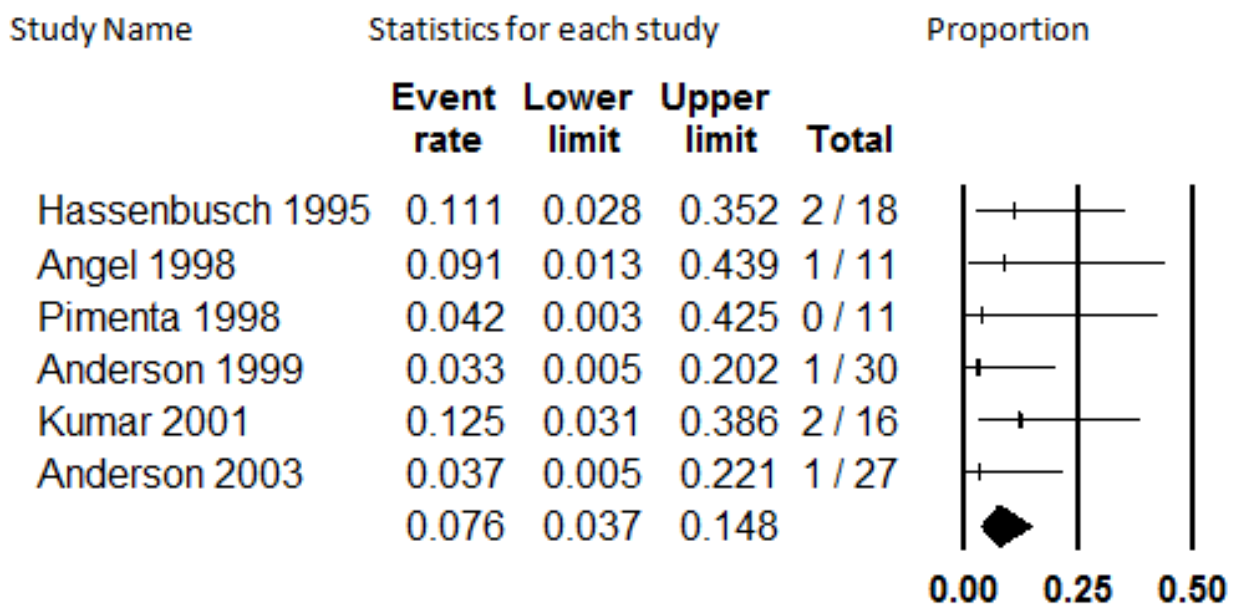 Study Name Statistics for each study Proportion
Event Lower Upper
rate limit limit Total
Hassenbusch 1995 0.111 0.028 0.352 2 / 18
Angel 1998 0.091 0.013 0.439 1 / 11
Pimenta 1998 0.042 0.003 0.425 0 / 11
Anderson 1999 0.033 0.005 0.202 1 / 30
Kumar 2001 0.125 0.031 0.386 2 / 16
Anderson 2003 0.037 0.005 0.221 1 / 27
0.076 0.037 0.148
0.00 0.25 0.50